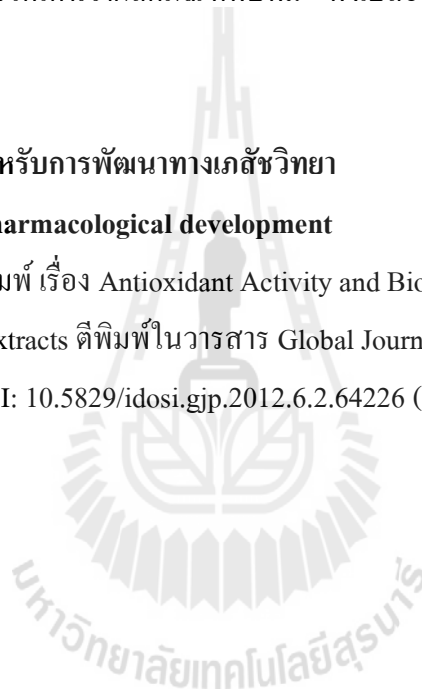 หรับการพัฒนาทางเภสัชวิทยา
harmacological development
มพ์ เรื่อง Antioxidant Activity and Bio
xtracts ตีพิมพ์ในวารสาร Global Journ
I: 10.5829/idosi.gjp.2012.6.2.64226 (
มหาวิทยาลัยเทคโนโลยีสุรนารี